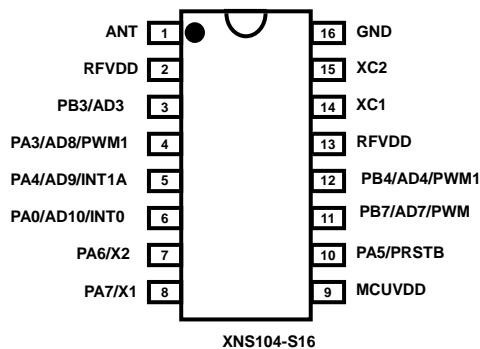 ANT 1 16 GND
RFVDD 2 15 XC2
PB3/AD3 3 14 XC1
PA3/AD8/PWM1 4 13 RFVDD
PA4/AD9/INT1A 5 12 PB4/AD4/PWM1
PA0/AD10/INT0 6 11 PB7/AD7/PWM
PA6/X2 7 10 PA5/PRSTB
PA7/X1 8 9 MCUVDD
XNS104-S16